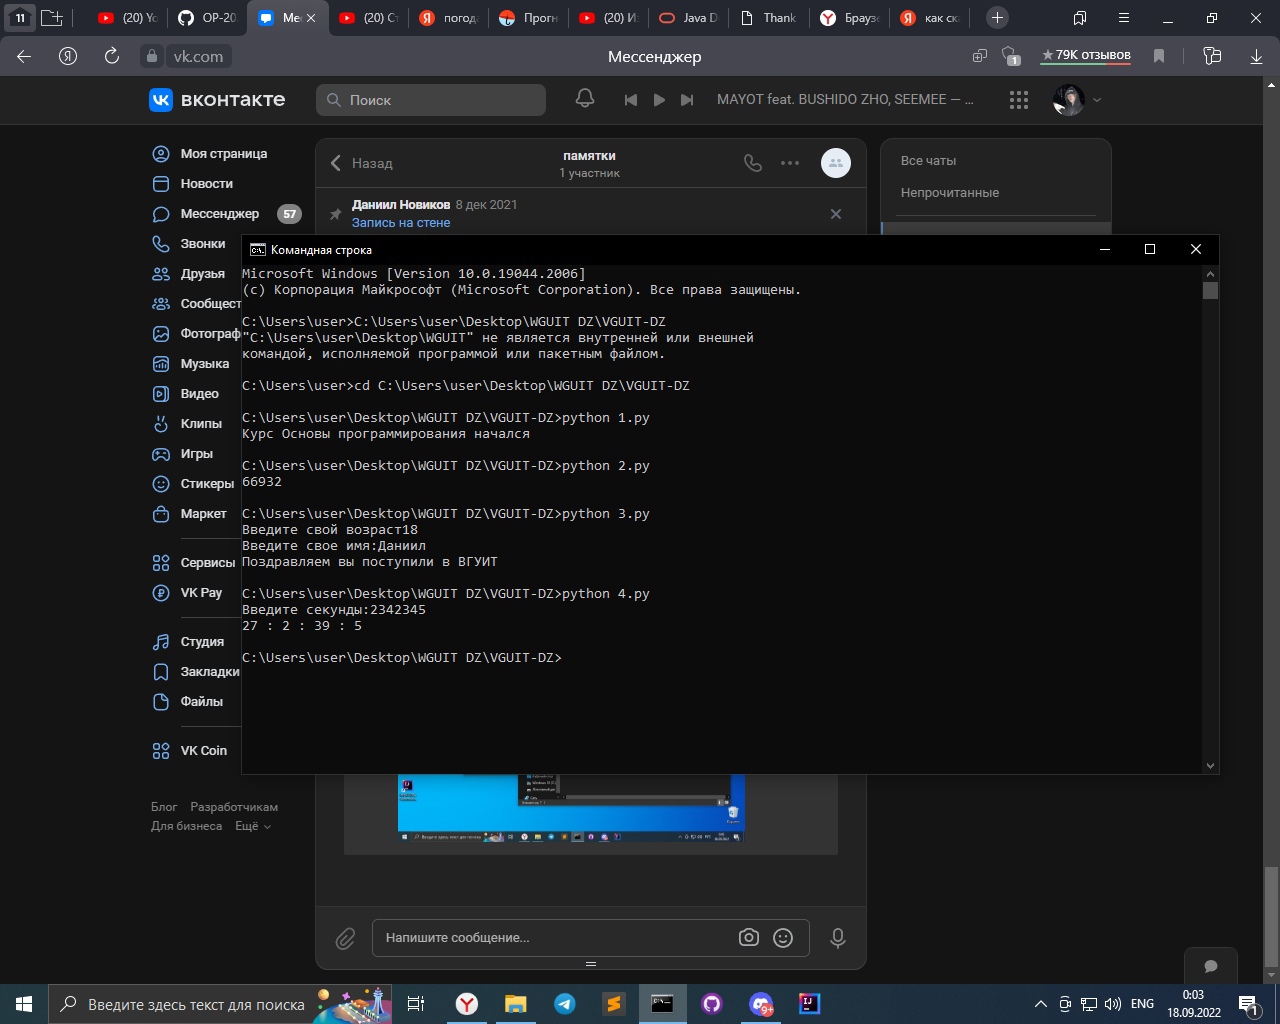 11
(20) Yo
OP-20
Мес
(20) Ст
погода
Прогн
(20) И
Java D
Thank
Брауз
как ска
vk.com
Мессенджер
1
★79K отзывов
вконтакте
Поиск
MAYOT feat. BUSHIDO ZHO, SEEMEE — ...
Моя страница
Новости
Мессенджер 57
Звонки
Друзья
Сообщест
Фотограф
Музыка
Видео
Клипы
Игры
Стикеры
Маркет
Сервисы
VK Pay
Студия
Закладки
Файлы
VK Coin
Блог Разработчикам
Для бизнеса Ещё
Назад
памятки
1 участник
Даниил Новиков 8 дек 2021
Запись на стене
Все чаты
Непрочитанные
Командная строка
Microsoft Windows [Version 10.0.19044.2006]
(c) Корпорация Майкрософт (Microsoft Corporation). Все права защищены.
C:\Users\user>C:\Users\user\Desktop\WGUIT DZ\VGUIT-DZ
"C:\Users\user\Desktop\WGUIT" не является внутренней или внешней
командой, исполняемой программой или пакетным файлом.
C:\Users\user>cd C:\Users\user\Desktop\WGUIT DZ\VGUIT-DZ
C:\Users\user\Desktop\WGUIT DZ\VGUIT-DZ>python 1.py
Курс Основы программирования начался
C:\Users\user\Desktop\WGUIT DZ\VGUIT-DZ>python 2.py
66932
C:\Users\user\Desktop\WGUIT DZ\VGUIT-DZ>python 3.py
Введите свой возраст18
Введите свое имя:Даниил
Поздравляем вы поступили в ВГУИТ
C:\Users\user\Desktop\WGUIT DZ\VGUIT-DZ>python 4.py
Введите секунды:2342345
27 : 2 : 39 : 5
C:\Users\user\Desktop\WGUIT DZ\VGUIT-DZ>
Напишите сообщение...
Введите здесь текст для поиска
9+
ENG
0:03
18.09.2022
1